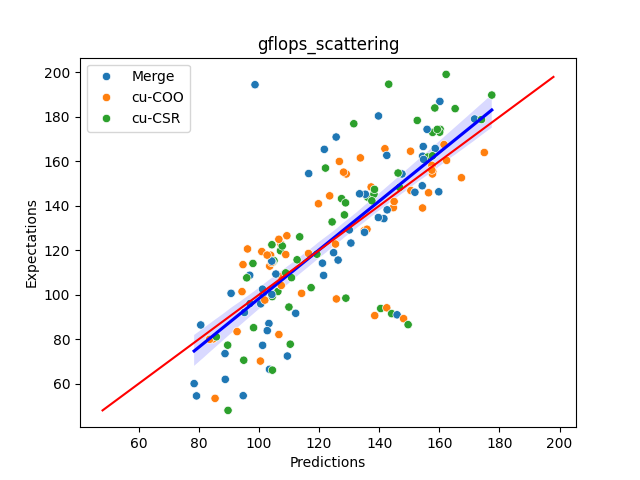 gflops_scattering
Merge
cu-COO
cu-CSR
200
180
160
140
120
100
80
60
Expectations
60 80 100 120 140 160 180 200
Predictions